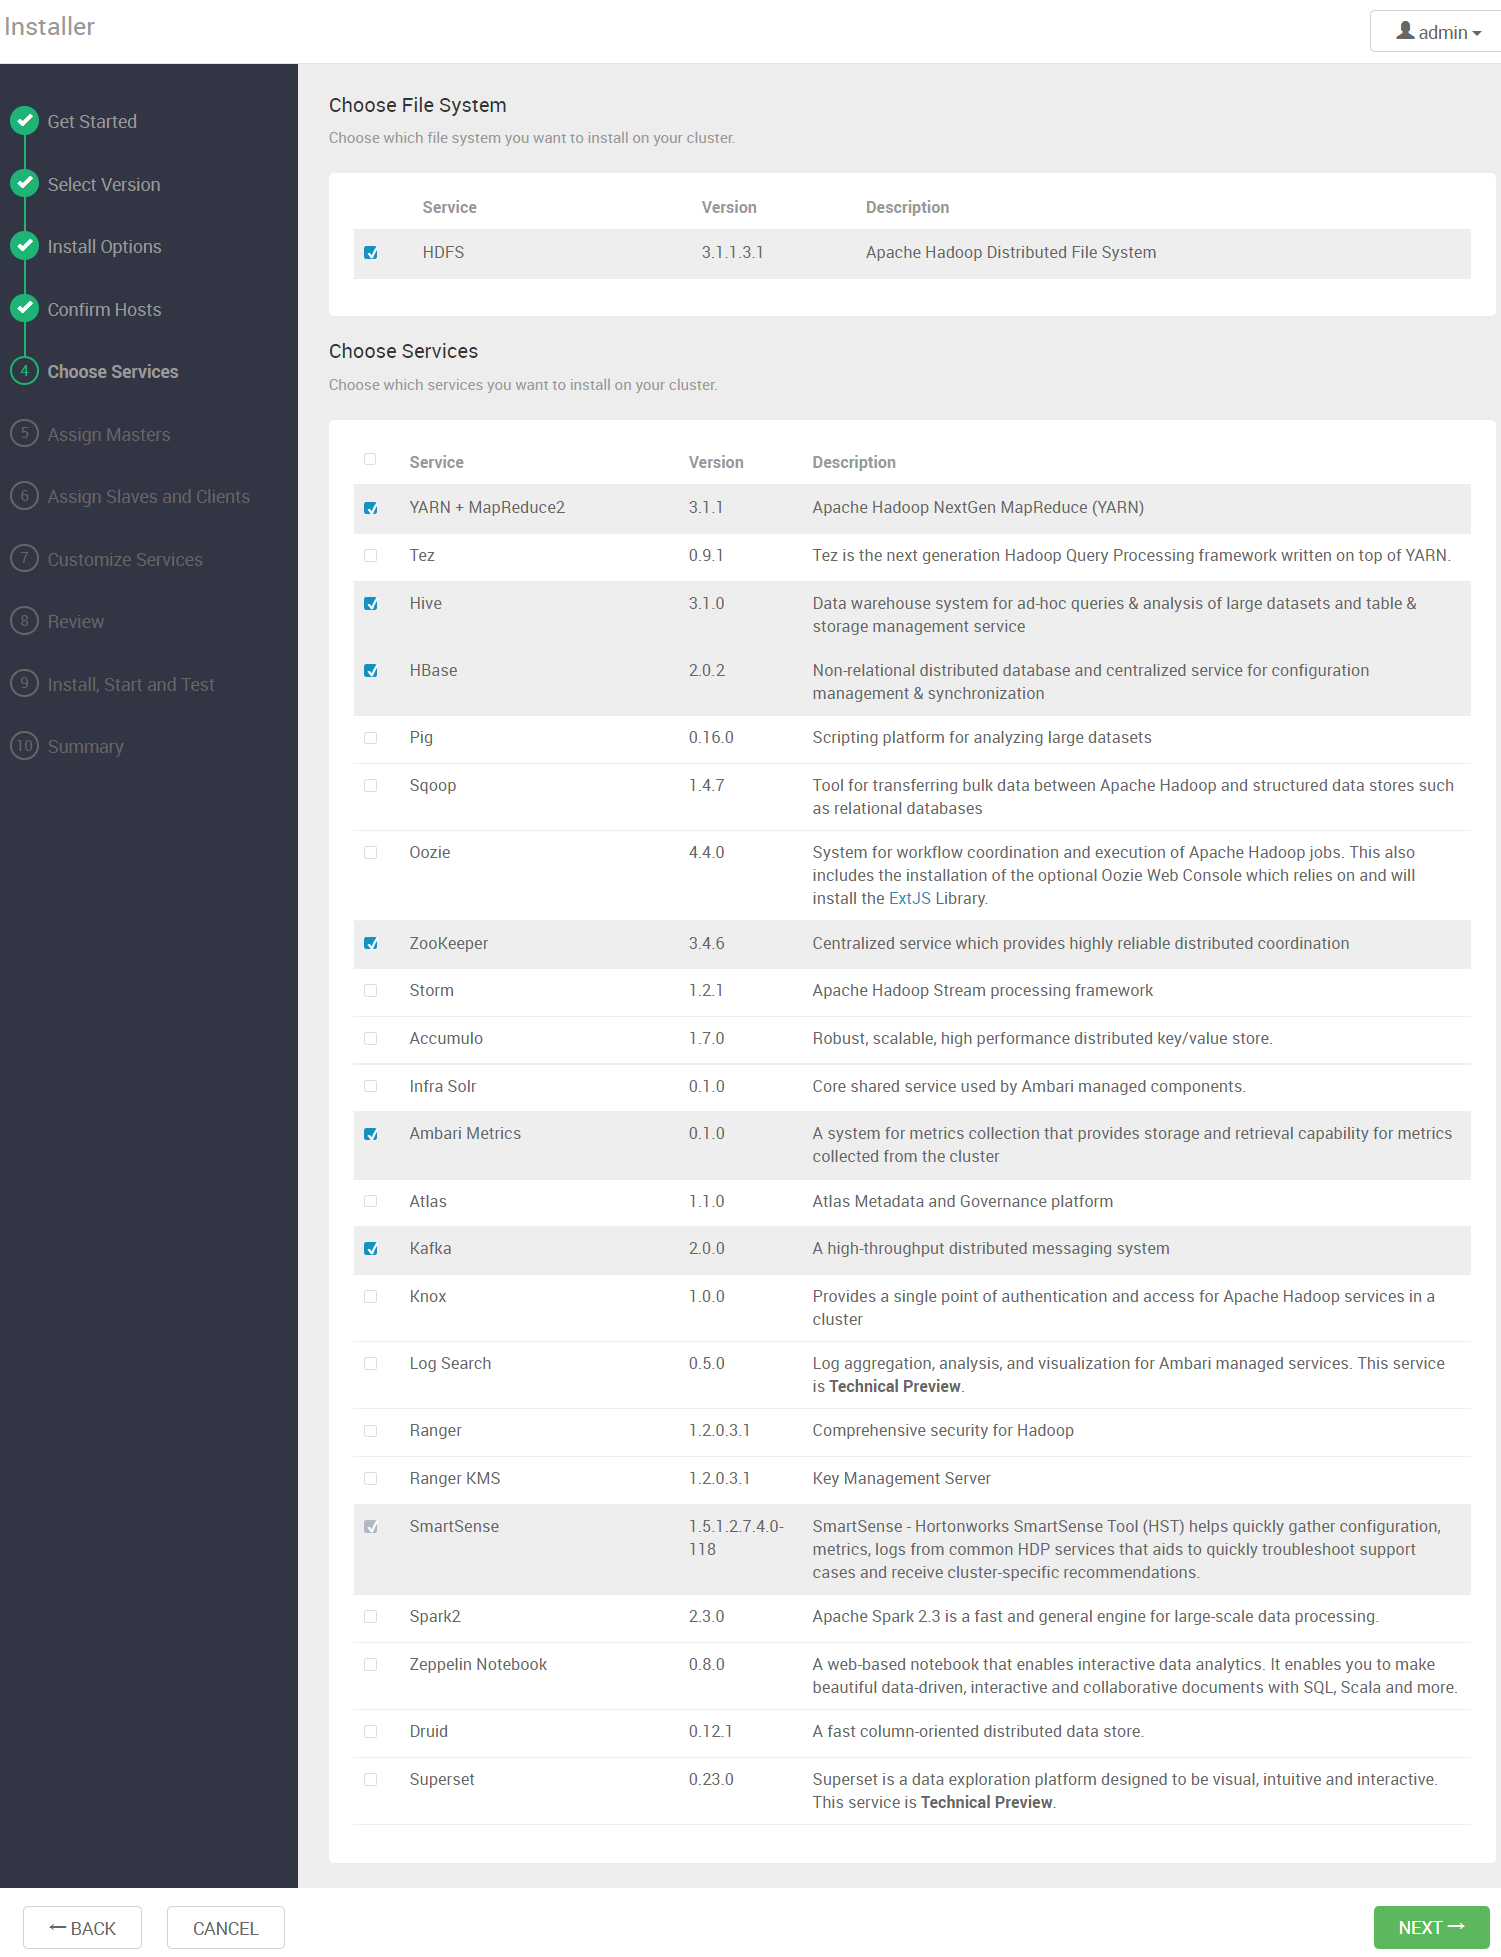 Installer
admin
Get Started
Select Version
Install Options
Confirm Hosts
4 Choose Services
5 Assign Masters
6 Assign Slaves and Clients
7 Customize Services
8 Review
9 Install, Start and Test
10 Summary
Choose File System
Choose which file system you want to install on your cluster.
Service Version Description
HDFS 3.1.1.3.1 Apache Hadoop Distributed File System
Choose Services
Choose which services you want to install on your cluster.
Service Version Description
YARN + MapReduce2 3.1.1 Apache Hadoop NextGen MapReduce (YARN)
Tez 0.9.1 Tez is the next generation Hadoop Query Processing framework written on top of YARN.
Hive 3.1.0 Data warehouse system for ad-hoc queries & analysis of large datasets and table &
storage management service
HBase 2.0.2 Non-relational distributed database and centralized service for configuration
management & synchronization
Pig 0.16.0 Scripting platform for analyzing large datasets
Sqoop 1.4.7 Tool for transferring bulk data between Apache Hadoop and structured data stores such
as relational databases
Oozie 4.4.0 System for workflow coordination and execution of Apache Hadoop jobs. This also
includes the installation of the optional Oozie Web Console which relies on and will
install the ExtJS Library.
ZooKeeper 3.4.6 Centralized service which provides highly reliable distributed coordination
Storm 1.2.1 Apache Hadoop Stream processing framework
Accumulo 1.7.0 Robust, scalable, high performance distributed key/value store.
Infra Solr 0.1.0 Core shared service used by Ambari managed components.
Ambari Metrics 0.1.0 A system for metrics collection that provides storage and retrieval capability for metrics
collected from the cluster
Atlas 1.1.0 Atlas Metadata and Governance platform
Kafka 2.0.0 A high-throughput distributed messaging system
Knox 1.0.0 Provides a single point of authentication and access for Apache Hadoop services in a
cluster
Log Search 0.5.0 Log aggregation, analysis, and visualization for Ambari managed services. This service
is Technical Preview.
Ranger 1.2.0.3.1 Comprehensive security for Hadoop
Ranger KMS 1.2.0.3.1 Key Management Server
SmartSense 1.5.1.2.7.4.0- SmartSense - Hortonworks SmartSense Tool (HST) helps quickly gather configuration,
118 metrics, logs from common HDP services that aids to quickly troubleshoot support
cases and receive cluster-specific recommendations.
Spark2 2.3.0 Apache Spark 2.3 is a fast and general engine for large-scale data processing.
Zeppelin Notebook 0.8.0 A web-based notebook that enables interactive data analytics. It enables you to make
beautiful data-driven, interactive and collaborative documents with SQL, Scala and more.
Druid 0.12.1 A fast column-oriented distributed data store.
Superset 0.23.0 Superset is a data exploration platform designed to be visual, intuitive and interactive.
This service is Technical Preview.
← BACK CANCEL NEXT →